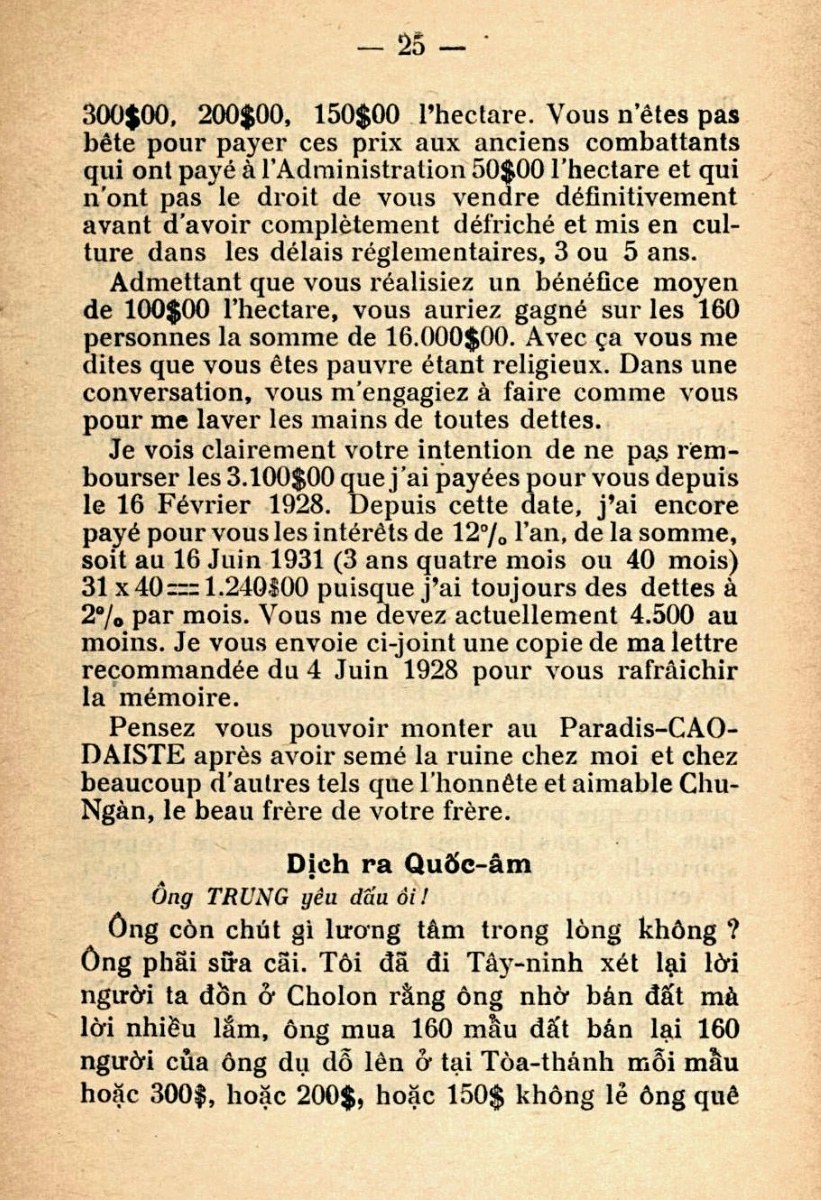 — 25 —
300$00, 200$00, 150$00 l'hectare. Vous n'êtes pas
bête pour payer ces prix aux anciens combattants
qui ont payé à l'Administration 50$00 l'hectare et qui
n'ont pas le droit de vous vendre définitivement
avant d'avoir complètement défriché et mis en cul-
ture dans les délais réglementaires, 3 ou 5 ans.
Admettant que vous réalisiez un bénéfice moyen
de 100$00 l'hectare, vous auriez gagné sur les 160
personnes la somme de 16.000$00. Avec ça vous me
dites que vous êtes pauvre étant religieux. Dans une
conversation, vous m'engagiez à faire comme vous
pour me laver les mains de toutes dettes.
Je vois clairement votre intention de ne pas rem-
bourser les 3.100$00 que j'ai payées pour vous depuis
le 16 Février 1928. Depuis cette date, j'ai encore
payé pour vous les intérêts de 12% l'an, de la somme,
soit au 16 Juin 1931 (3 ans quatre mois ou 40 mois)
31 x 40 == 1.240$00 puisque j'ai toujours des dettes à
2% par mois. Vous me devez actuellement 4.500 au
moins. Je vous envoie ci-joint une copie de ma lettre
recommandée du 4 Juin 1928 pour vous rafrâichir
la mémoire.
Pensez vous pouvoir monter au Paradis-CAO-
DAISTE après avoir semé la ruine chez moi et chez
beaucoup d'autres tels que l'honnête et aimable Chu-
Ngàn, le beau frère de votre frère.
Dịch ra Quốc-âm
Ông TRUNG yêu dấu ôi !
Ông còn chút gì lương tâm trong lòng không ?
Ông phãi sữa cãi. Tôi đã đi Tây-ninh xét lại lời
người ta đồn ở Cholon rằng ông nhờ bán đất mà
lời nhiều lắm, ông mua 160 mẫu đất bán lại 160
người của ông dụ dỗ lên ở tại Tòa-thánh mỗi mẫu
hoặc 300$, hoặc 200$, hoặc 150$ không lẻ ông quê